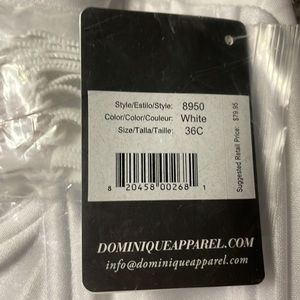 Style/Estilo/Style: 8950
Color/Color/Couleur: White
Size/Talla/Taille: 36C
8 20458 00268 1
Suggested Retail Price: $79.95
DOMINIQUEAPPAREL.COM
info@dominiqueapparel.com